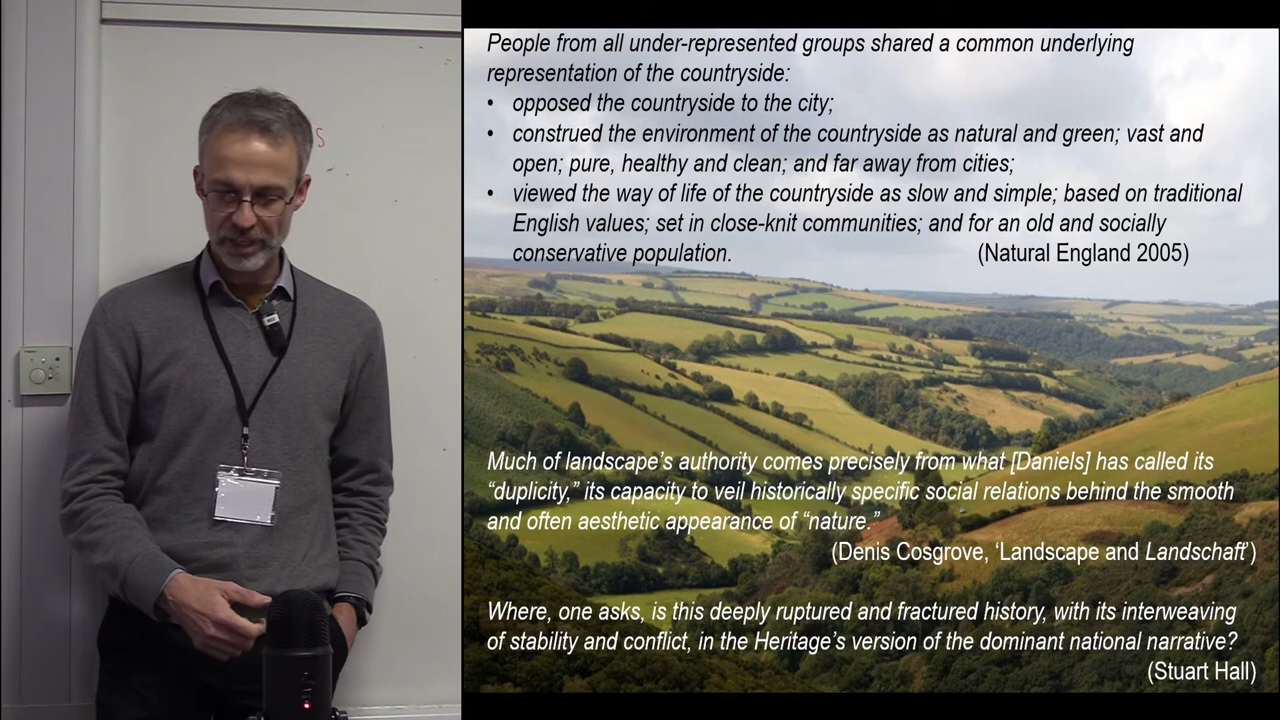 People from all under-represented groups shared a common underlying
representation of the countryside:
• opposed the countryside to the city;
• construed the environment of the countryside as natural and green; vast and
open; pure, healthy and clean; and far away from cities;
• viewed the way of life of the countryside as slow and simple; based on traditional
English values; set in close-knit communities; and for an old and socially
conservative population. (Natural England 2005)
Much of landscape’s authority comes precisely from what [Daniels] has called its
“duplicity,” its capacity to veil historically specific social relations behind the smooth
and often aesthetic appearance of “nature.”
(Denis Cosgrove, ‘Landscape and Landschaft’)
Where, one asks, is this deeply ruptured and fractured history, with its interweaving
of stability and conflict, in the Heritage’s version of the dominant national narrative?
(Stuart Hall)